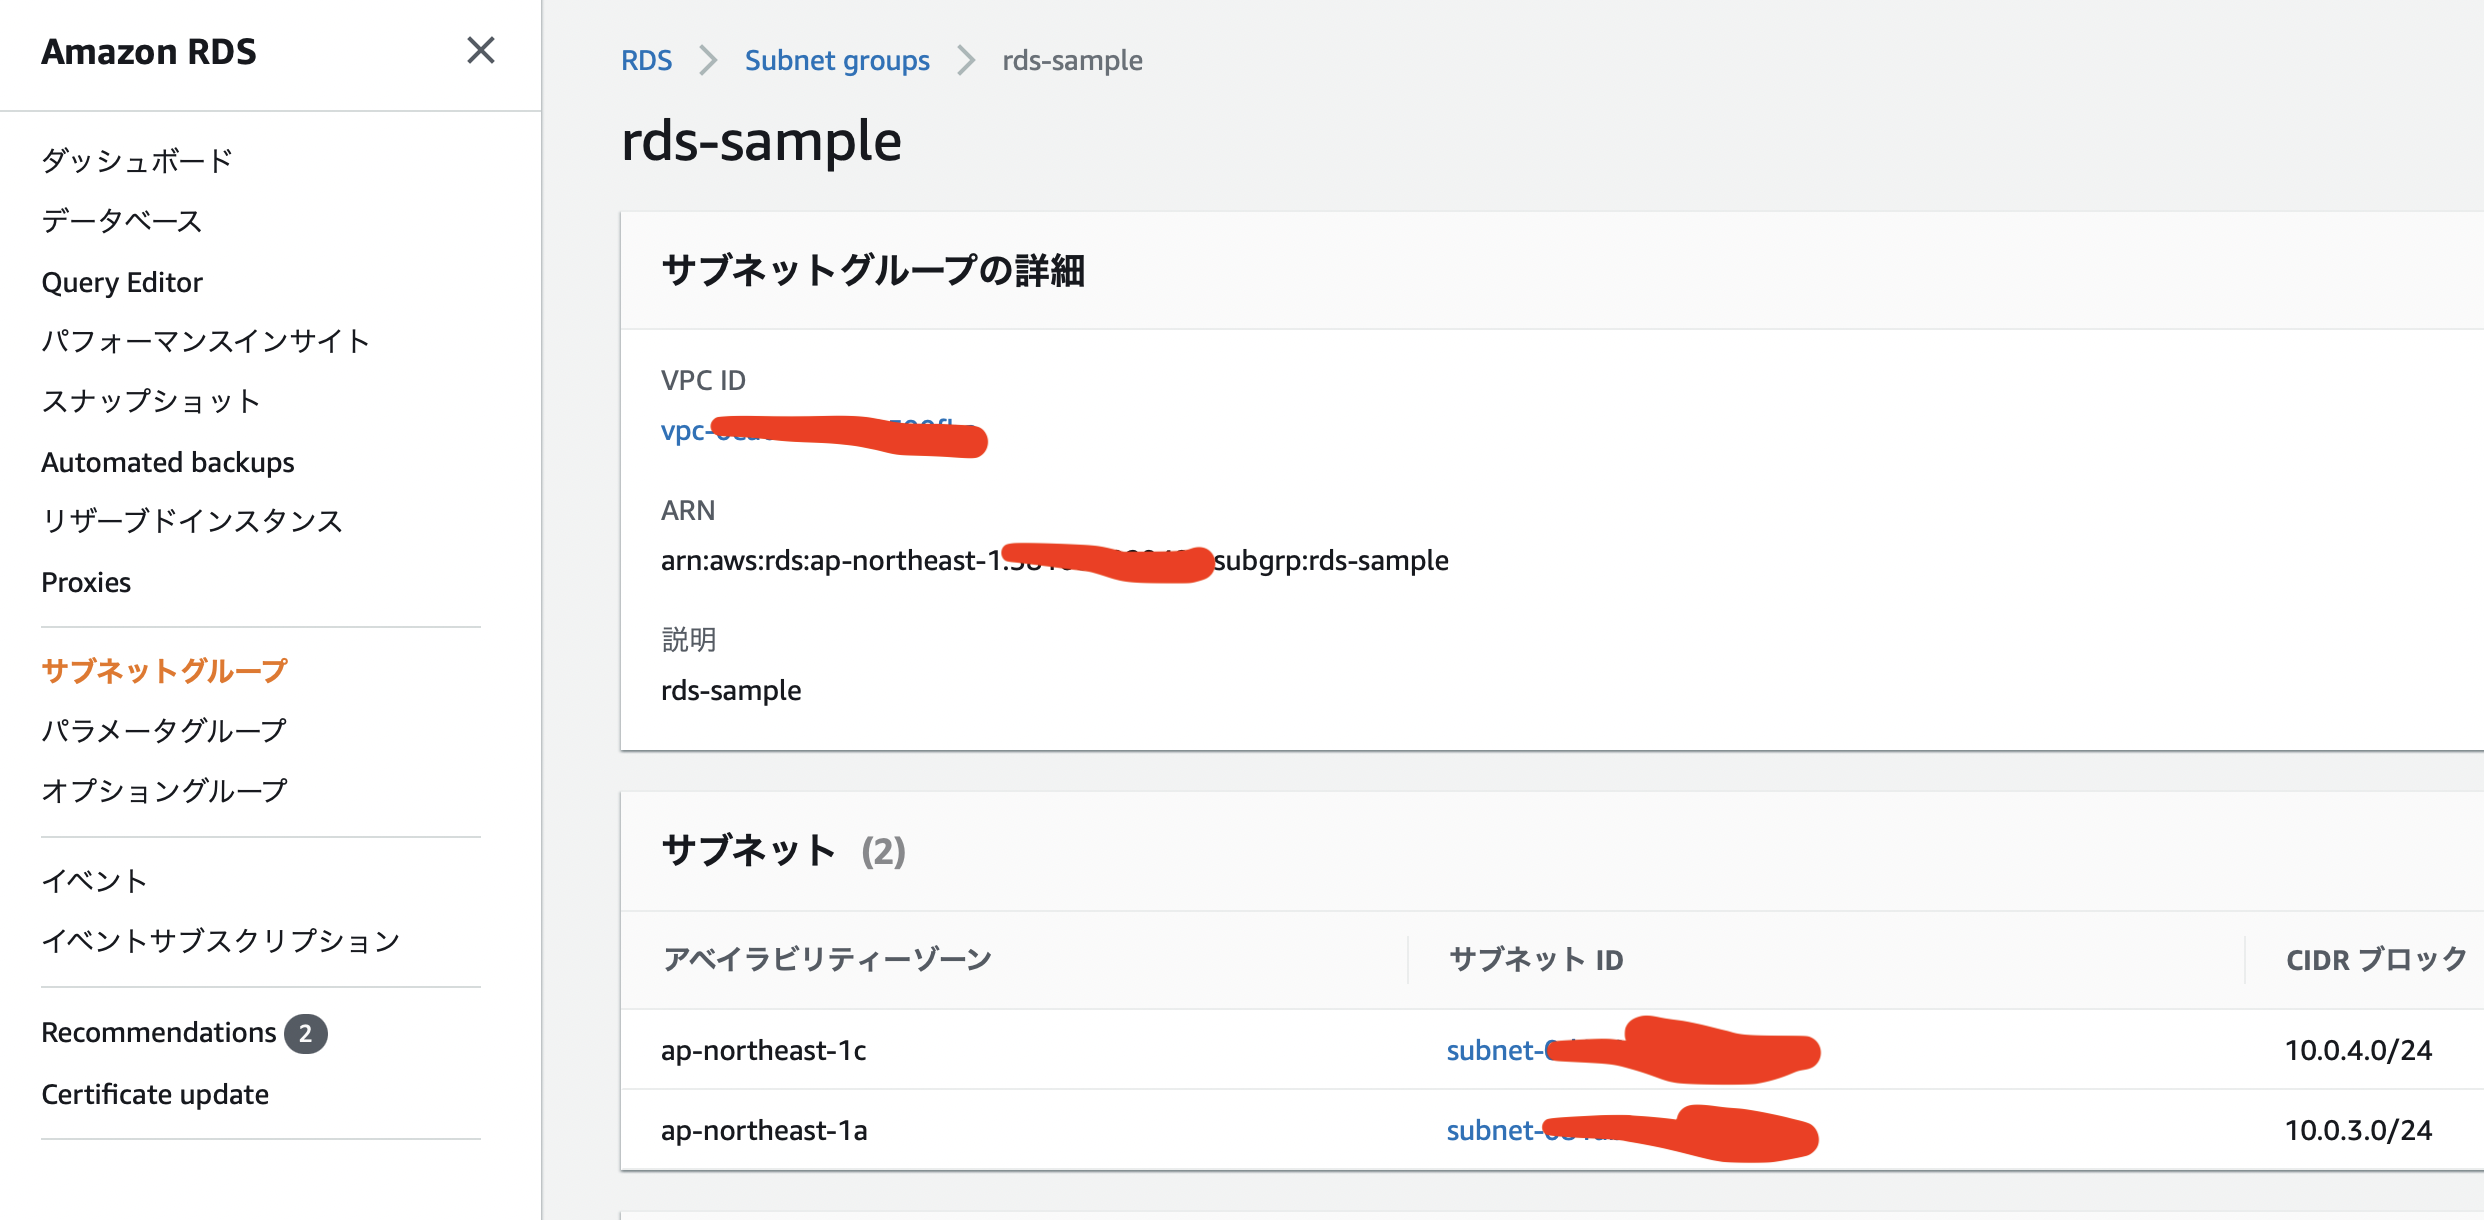 Amazon RDS
ダッシュボード
データベース
Query Editor
パフォーマンスインサイト
スナップショット
Automated backups
リザーブドインスタンス
Proxies
サブネットグループ
パラメータグループ
オプショングループ
イベント
イベントサブスクリプション
Recommendations 2
Certificate update
RDS > Subnet groups > rds-sample
rds-sample
サブネットグループの詳細
VPC ID
vpc-
ARN
arn:aws:rds:ap-northeast-1: subgrp:rds-sample
説明
rds-sample
サブネット (2)
アベイラビリティーゾーン サブネット ID CIDR ブロック
ap-northeast-1c subnet- 10.0.4.0/24
ap-northeast-1a subnet- 10.0.3.0/24